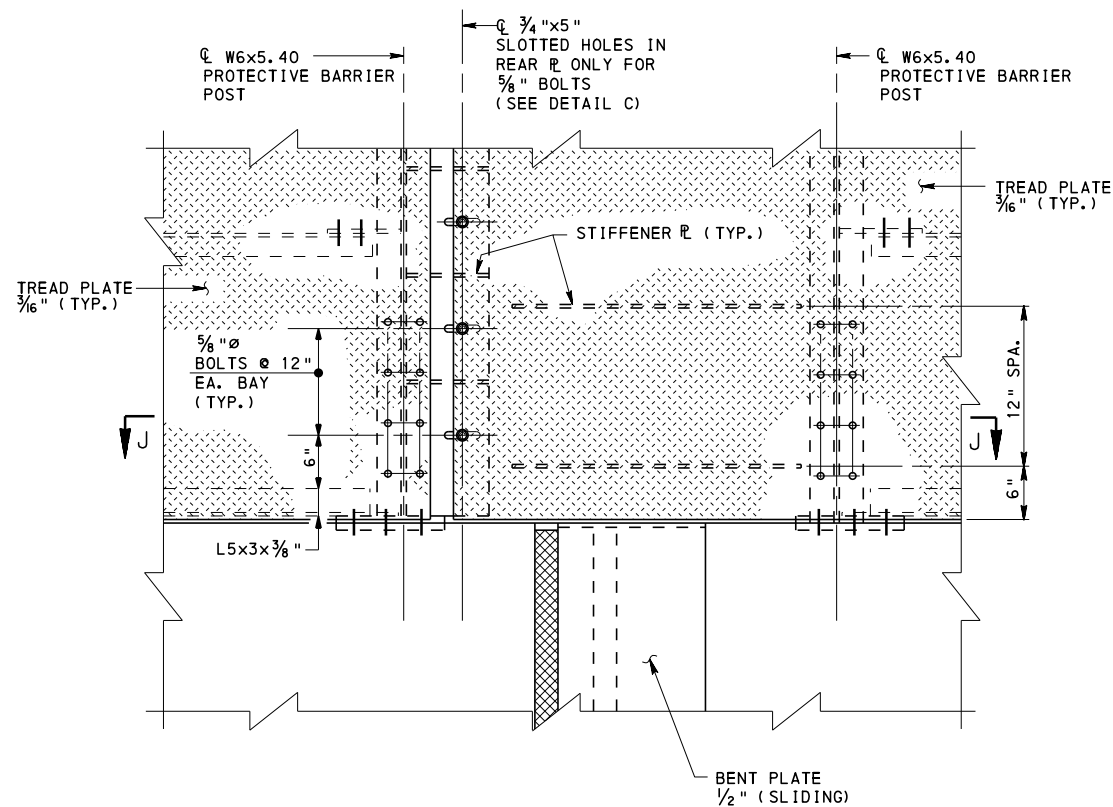 ℄ ¾"x5"
SLOTTED HOLES IN
REAR ⅊ ONLY FOR
⅝" BOLTS
(SEE DETAIL C)
℄ W6x5.40
PROTECTIVE BARRIER
POST
℄ W6x5.40
PROTECTIVE BARRIER
POST
TREAD PLATE
3⁄16" (TYP.)
STIFFENER ⅊ (TYP.)
TREAD PLATE
3⁄16" (TYP.)
⅝"ø
BOLTS @ 12"
EA. BAY
(TYP.)
12" SPA.
J
J
6"
6"
L5x3x⅜"
BENT PLATE
½" (SLIDING)